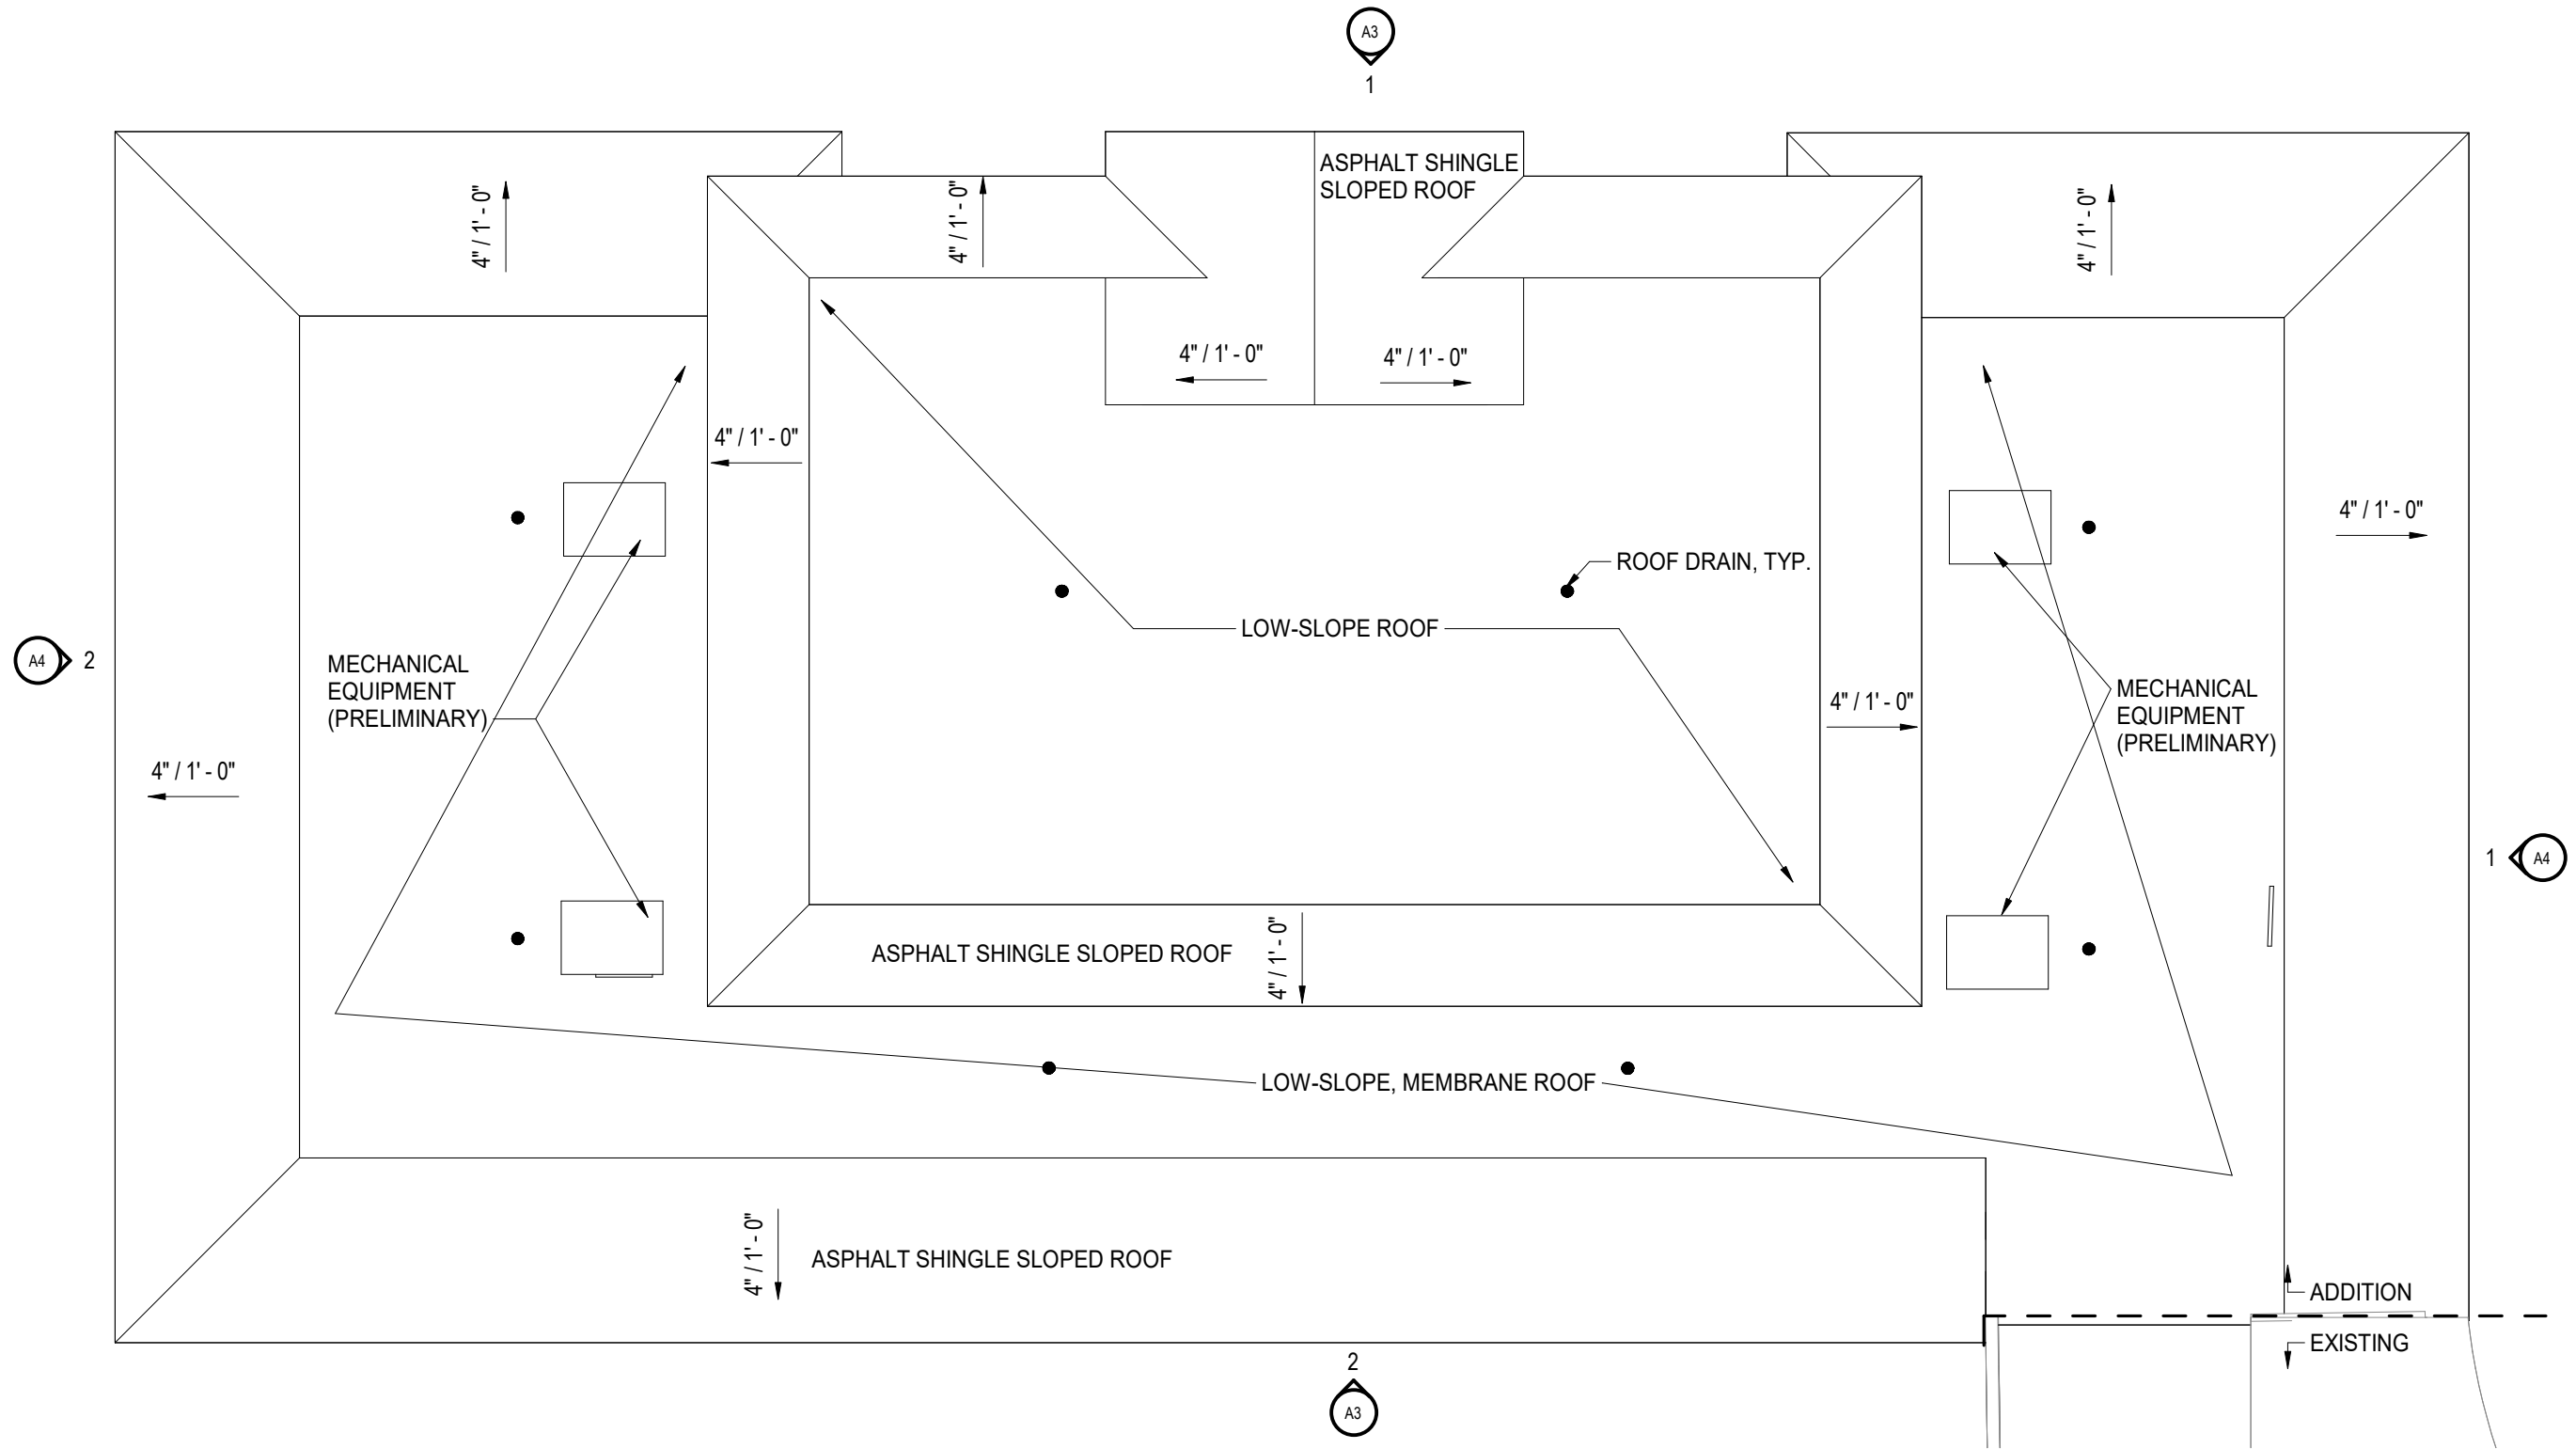 A3
1
ASPHALT SHINGLE
SLOPED ROOF
4" / 1' - 0"
4" / 1' - 0"
4" / 1' - 0"
4" / 1' - 0"
4" / 1' - 0"
4" / 1' - 0"
4" / 1' - 0"
ROOF DRAIN, TYP.
LOW-SLOPE ROOF
A4
2
MECHANICAL
EQUIPMENT
(PRELIMINARY)
4" / 1' - 0"
4" / 1' - 0"
MECHANICAL
EQUIPMENT
(PRELIMINARY)
4" / 1' - 0"
1
A4
ASPHALT SHINGLE SLOPED ROOF
4" / 1' - 0"
LOW-SLOPE, MEMBRANE ROOF
4" / 1' - 0"
ASPHALT SHINGLE SLOPED ROOF
ADDITION
EXISTING
2
A3